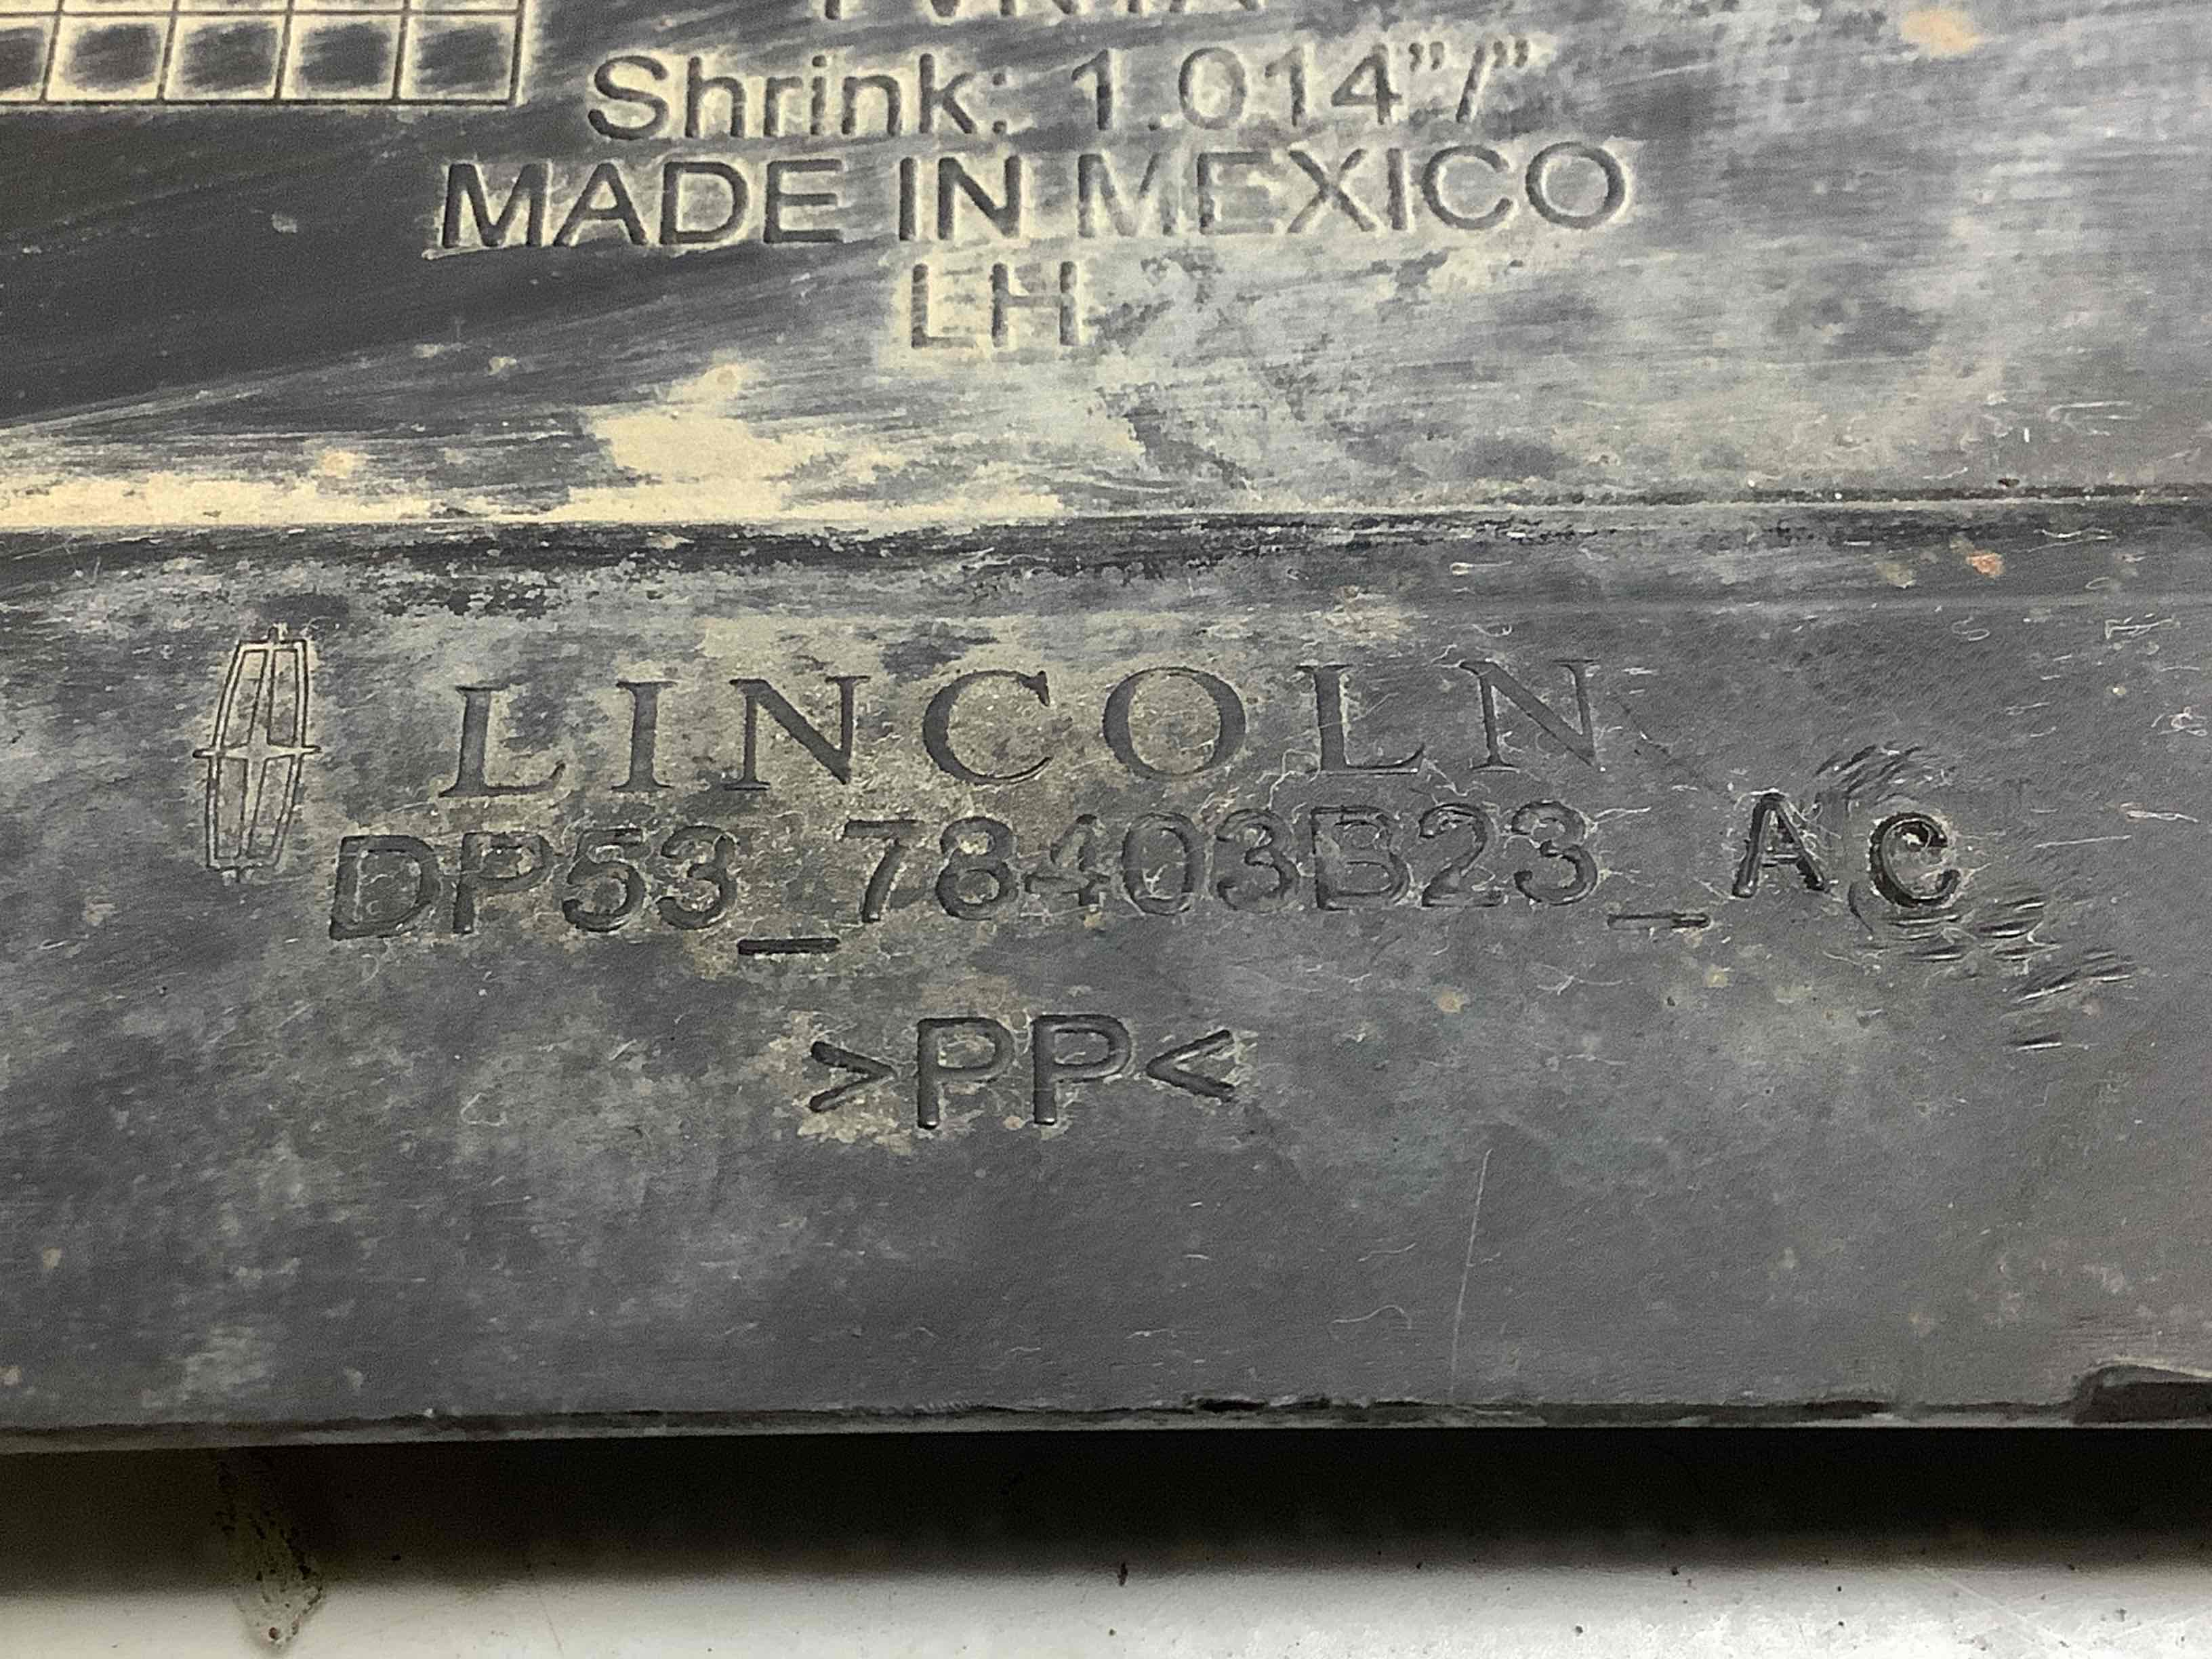 Shrink: 1.014"/"
MADE IN MEXICO
LH
LINCOLN
DP53_78403B23_AC
>PP<